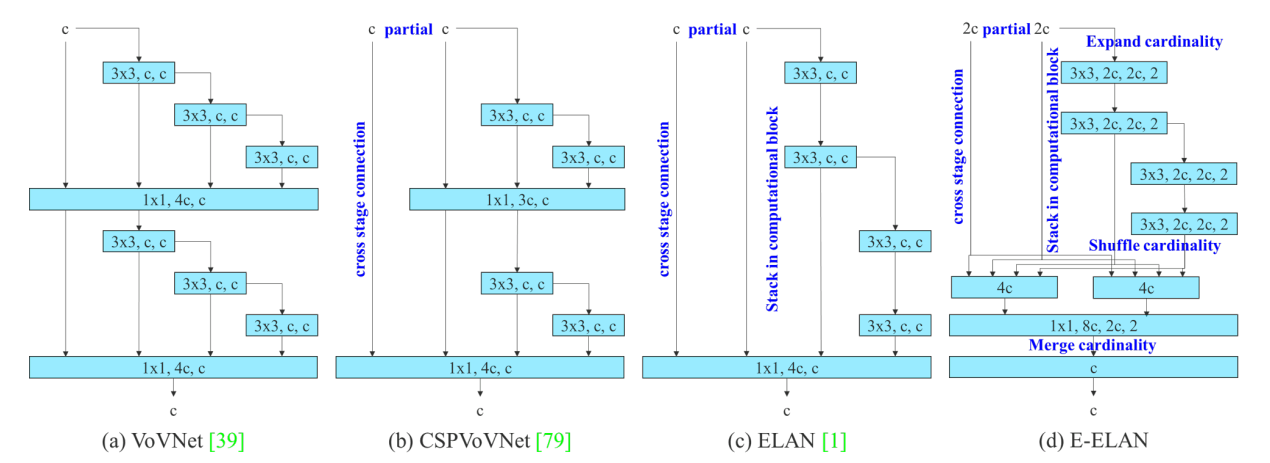 c
3x3, c, c
3x3, c, c
3x3, c, c
1x1, 4c, c
3x3, c, c
3x3, c, c
3x3, c, c
1x1, 4c, c
c
(a) VoVNet [39]
c partial c
cross stage connection
3x3, c, c
3x3, c, c
1x1, 3c, c
3x3, c, c
3x3, c, c
1x1, 4c, c
c
(b) CSPVoVNet [79]
c partial c
cross stage connection
Stack in computational block
3x3, c, c
3x3, c, c
3x3, c, c
3x3, c, c
1x1, 4c, c
c
(c) ELAN [1]
2c partial 2c
Expand cardinality
cross stage connection
Stack in computational block
3x3, 2c, 2c, 2
3x3, 2c, 2c, 2
3x3, 2c, 2c, 2
3x3, 2c, 2c, 2
Shuffle cardinality
4c
4c
1x1, 8c, 2c, 2
Merge cardinality
c
c
(d) E-ELAN